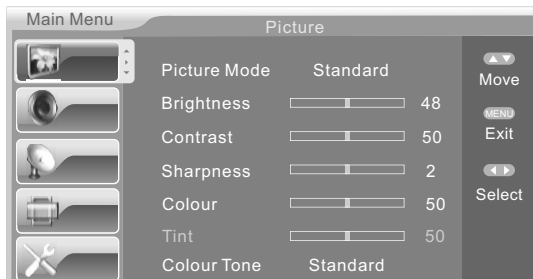 Main Menu
Picture
Picture Mode Standard
Brightness 48
Contrast 50
Sharpness 2
Colour 50
Tint 50
Colour Tone Standard
Move
MENU
Exit
Select